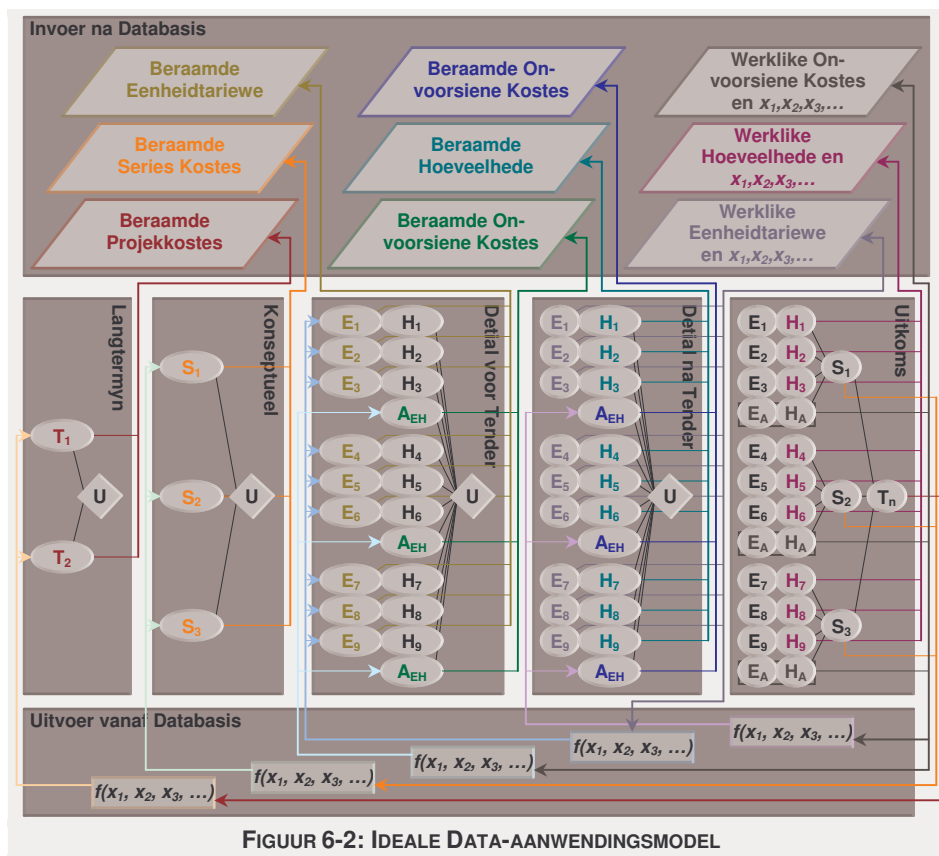 Invoer na Databasis
Beraamde
Eenheidtariewe
Beraamde On-
voorsiene Kostes
Werklike On-
voorsiene Kostes
en x1,x2,x3,...
Beraamde
Series Kostes
Beraamde
Hoeveelhede
Werklike
Hoeveelhede en
x1,x2,x3,...
Beraamde
Projekkostes
Beraamde On-
voorsiene Kostes
Werklike
Eenheidtariewe
en x1,x2,x3,...
Langtermyn
T1
U
T2
Konseptueel
S1
S2
U
S3
Detial voor Tender
E1 H1
E2 H2
E3 H3
AEH
E4 H4
E5 H5
E6 H6
AEH
E7 H7
E8 H8
E9 H9
AEH
U
Detial na Tender
E1 H1
E2 H2
E3 H3
AEH
E4 H4
E5 H5
E6 H6
AEH
E7 H7
E8 H8
E9 H9
AEH
U
Uitkoms
E1 H1
E2 H2
E3 H3
EA HA
E4 H4
E5 H5
E6 H6
EA HA
E7 H7
E8 H8
E9 H9
EA HA
S1
S2
Tn
S3
Uitvoer vanaf Databasis
f(x1, x2, x3, ...)
f(x1, x2, x3, ...)
f(x1, x2, x3, ...)
f(x1, x2, x3, ...)
f(x1, x2, x3, ...)
FIGUUR 6-2: IDEALE DATA-AANWENDINGSMODEL